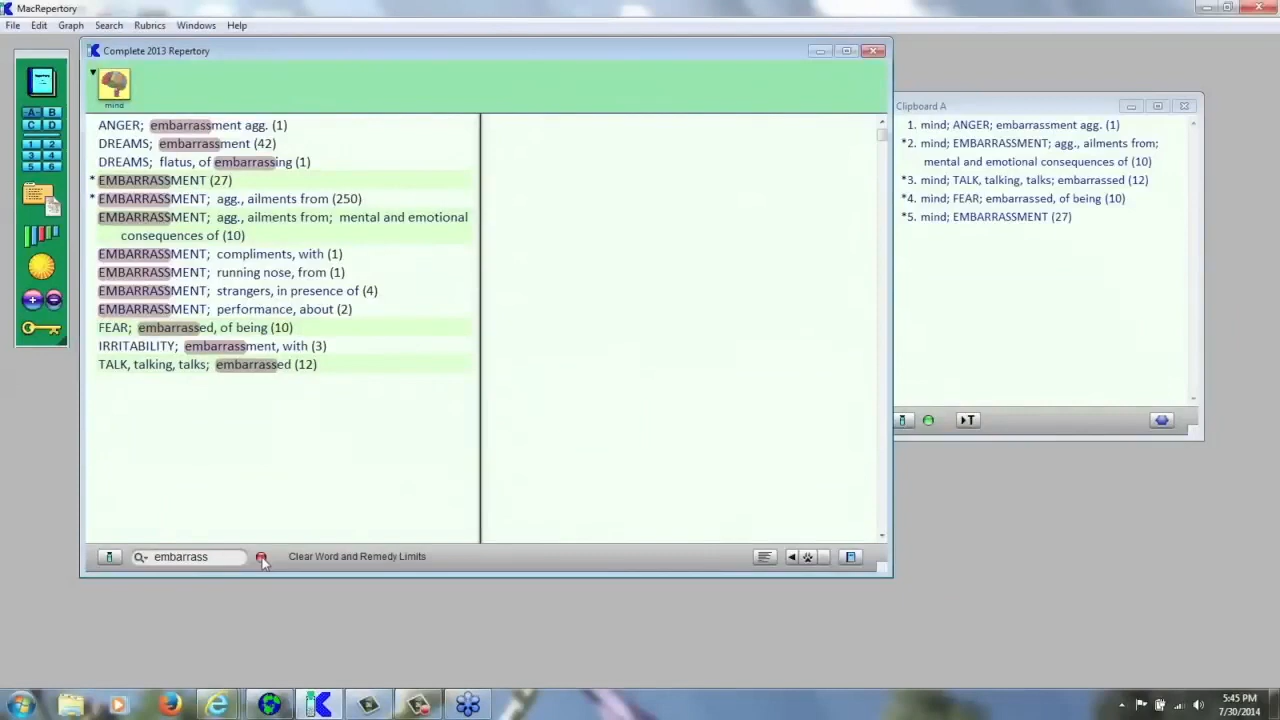 MacRepertory
File Edit Graph Search Rubrics Windows Help
Complete 2013 Repertory
mind
ANGER; embarrassment agg. (1)
DREAMS; embarrassment (42)
DREAMS; flatus, of embarrassing (1)
* EMBARRASSMENT (27)
* EMBARRASSMENT; agg., ailments from (250)
EMBARRASSMENT; agg., ailments from; mental and emotional
consequences of (10)
EMBARRASSMENT; compliments, with (1)
EMBARRASSMENT; running nose, from (1)
EMBARRASSMENT; strangers, in presence of (4)
EMBARRASSMENT; performance, about (2)
FEAR; embarrassed, of being (10)
IRRITABILITY; embarrassment, with (3)
TALK, talking, talks; embarrassed (12)
embarrass
Clear Word and Remedy Limits
Clipboard A
1. mind; ANGER; embarrassment agg. (1)
*2. mind; EMBARRASSMENT; agg., ailments from;
mental and emotional consequences of (10)
*3. mind; TALK, talking, talks; embarrassed (12)
*4. mind; FEAR; embarrassed, of being (10)
*5. mind; EMBARRASSMENT (27)
T
A B
C D
1 2
3 4
5 6
5:45 PM
7/30/2014